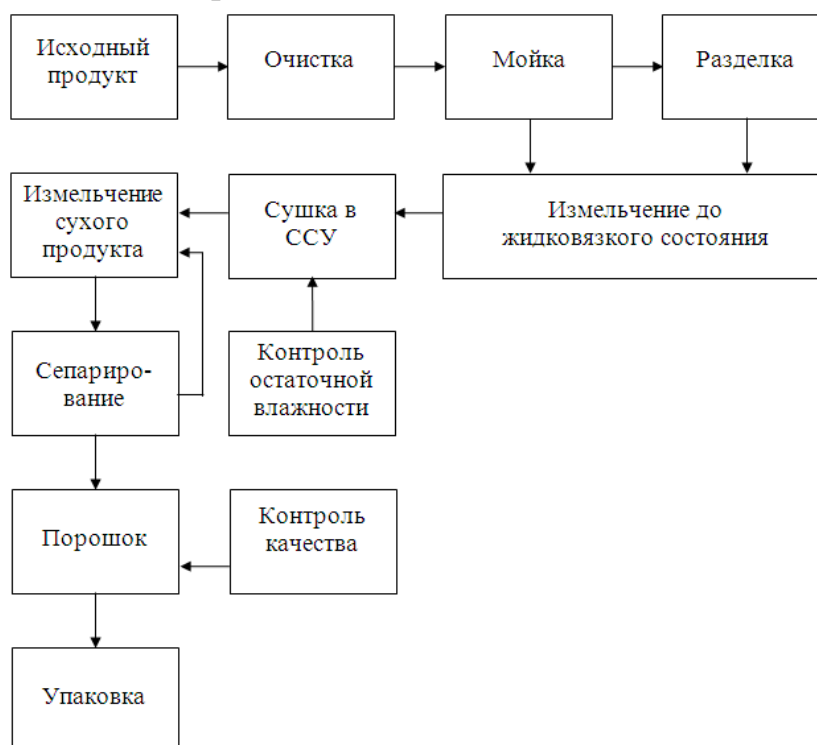 Исходный
продукт
Очистка
Мойка
Разделка
Измельчение
сухого
продукта
Сушка в
ССУ
Измельчение до
жидковязкого состояния
Сепариро-
вание
Контроль
остаточной
влажности
Порошок
Контроль
качества
Упаковка